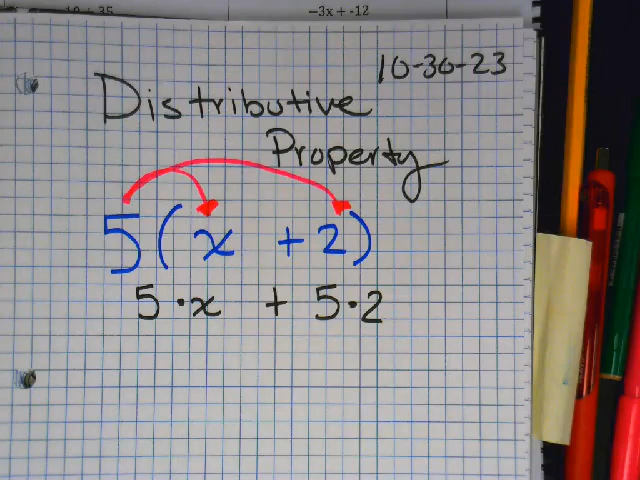 -3x + -12
10-30-23
Distributive
Property
5(x + 2)
5·x + 5·2